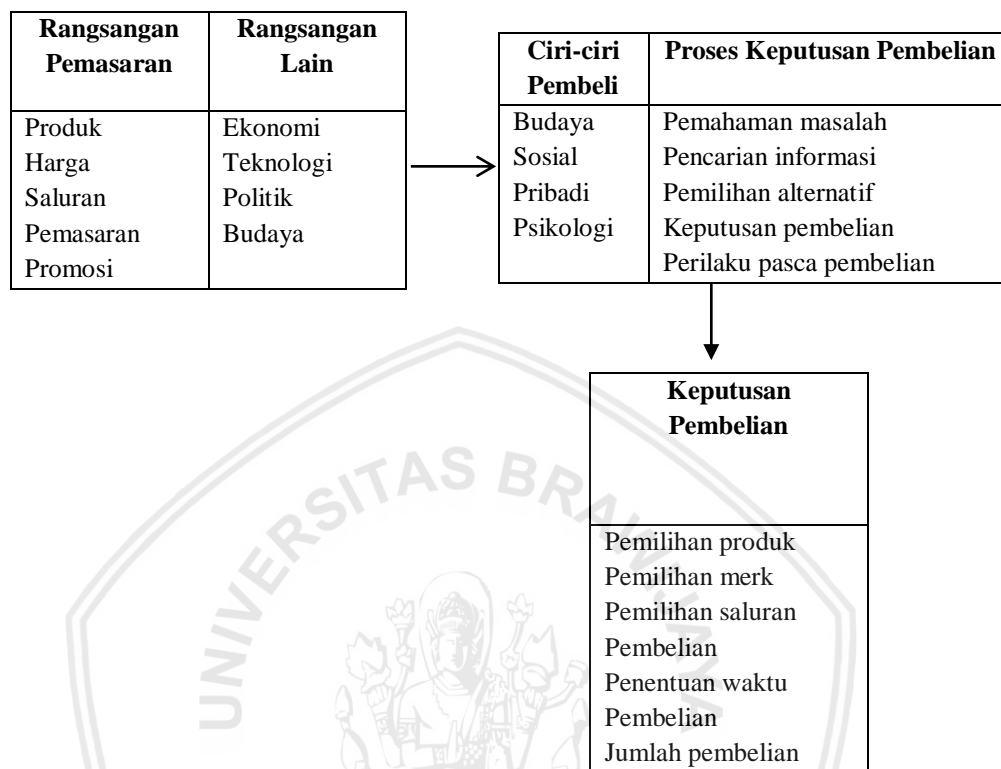 Rangsangan
Pemasaran
Rangsangan
Lain
Produk
Harga
Saluran
Pemasaran
Promosi
Ekonomi
Teknologi
Politik
Budaya
Ciri-ciri
Pembeli
Proses Keputusan Pembelian
Budaya
Sosial
Pribadi
Psikologi
Pemahaman masalah
Pencarian informasi
Pemilihan alternatif
Keputusan pembelian
Perilaku pasca pembelian
Keputusan
Pembelian
Pemilihan produk
Pemilihan merk
Pemilihan saluran
Pembelian
Penentuan waktu
Pembelian
Jumlah pembelian
UNIVERSITAS BRAWIJAYA